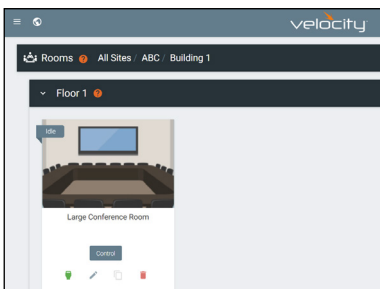 velocity
Rooms ? All Sites / ABC / Building 1
Floor 1 ?
Idle
Large Conference Room
Control